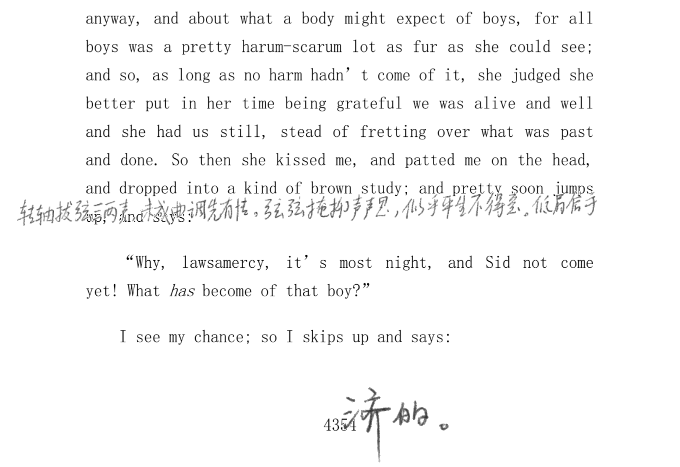 anyway, and about what a body might expect of boys, for all
boys was a pretty harum-scarum lot as fur as she could see;
and so, as long as no harm hadn't come of it, she judged she
better put in her time being grateful we was alive and well
and she had us still, stead of fretting over what was past
and done. So then she kissed me, and patted me on the head,
and dropped into a kind of brown study; and pretty soon jumps
转轴拨弦三两声,未成曲调先有情。弦弦掩抑声声思,似乎平生不得意。低眉信手
up, and says:
“Why, lawsamercy, it's most night, and Sid not come
yet! What has become of that boy?”
I see my chance; so I skips up and says:
济的。
4354